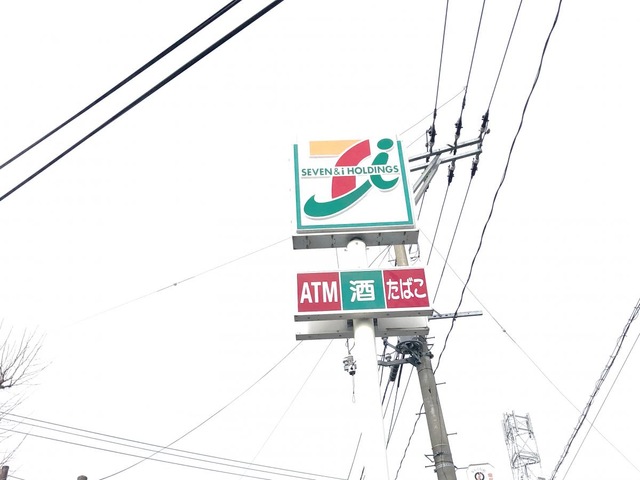 SEVEN & i HOLDINGS
ATM 酒 たばこ